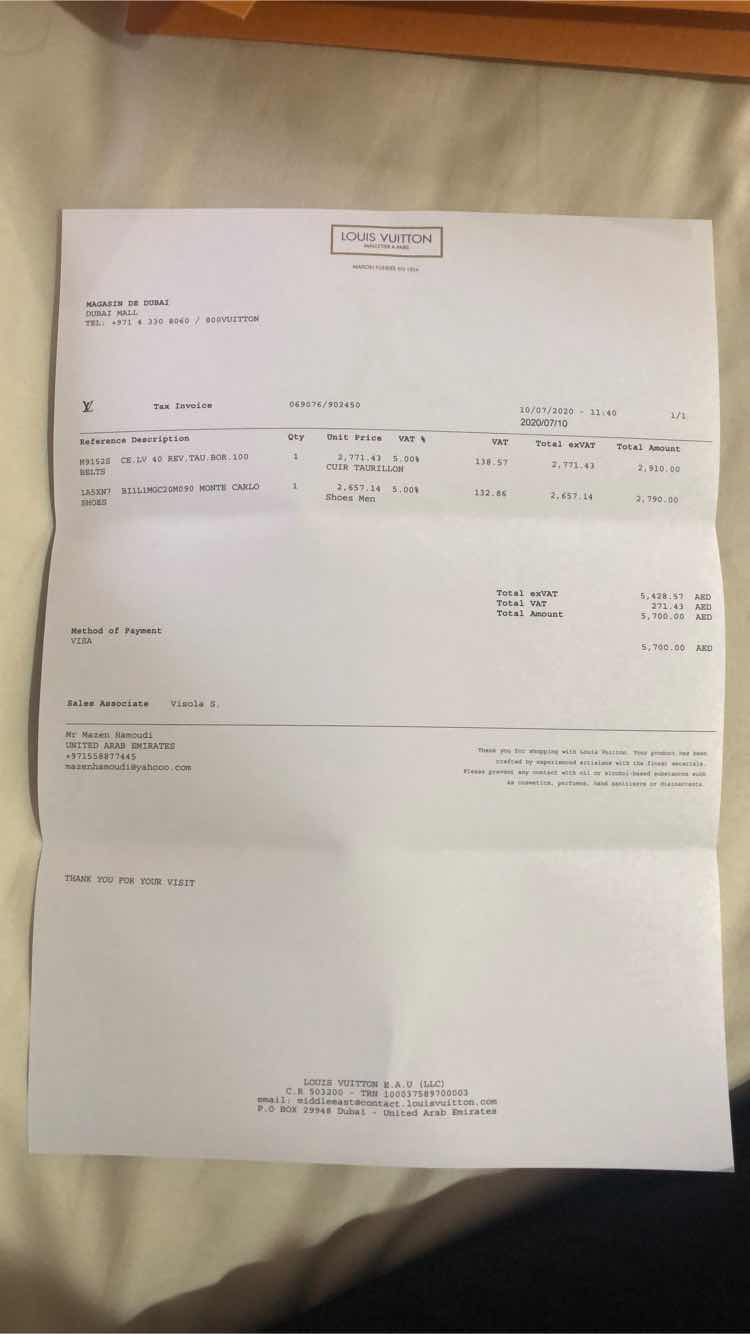 LOUIS VUITTON
MALLETIER A PARIS
MAISON FONDÉE EN 1854
MAGASIN DE DUBAI
DUBAI MALL
TEL: +971 4 330 8060 / 800VUITTON
Tax Invoice 069076/902450 10/07/2020 - 11:40 1/1
2020/07/10
Reference Description Qty Unit Price VAT % VAT Total exVAT Total Amount
M9152S CE.LV 40 REV.TAU.BOR.100 1 2,771.43 5.00% 138.57 2,771.43 2,910.00
BELTS CUIR TAURILLON
1A5XN7 BI1L1MGC20M090 MONTE CARLO 1 2,657.14 5.00% 132.86 2,657.14 2,790.00
SHOES Shoes Men
Total exVAT 5,428.57 AED
Total VAT 271.43 AED
Total Amount 5,700.00 AED
Method of Payment
VISA 5,700.00 AED
Sales Associate Visola S.
Mr Mazen Hamoudi
UNITED ARAB EMIRATES
+971558877445
mazenhamoudi@yahooo.com
Thank you for shopping with Louis Vuitton. Your product has been
crafted by experienced artisians with the finest materials.
Please prevent any contact with oil or alcohol-based substances such
as cosmetics, perfumes, hand sanitizers or disinectants.
THANK YOU FOR YOUR VISIT
LOUIS VUITTON E.A.U (LLC)
C.R 503200 - TRN 100037589700003
email: middleeast@contact.louisvuitton.com
P.O BOX 29948 Dubai - United Arab Emirates